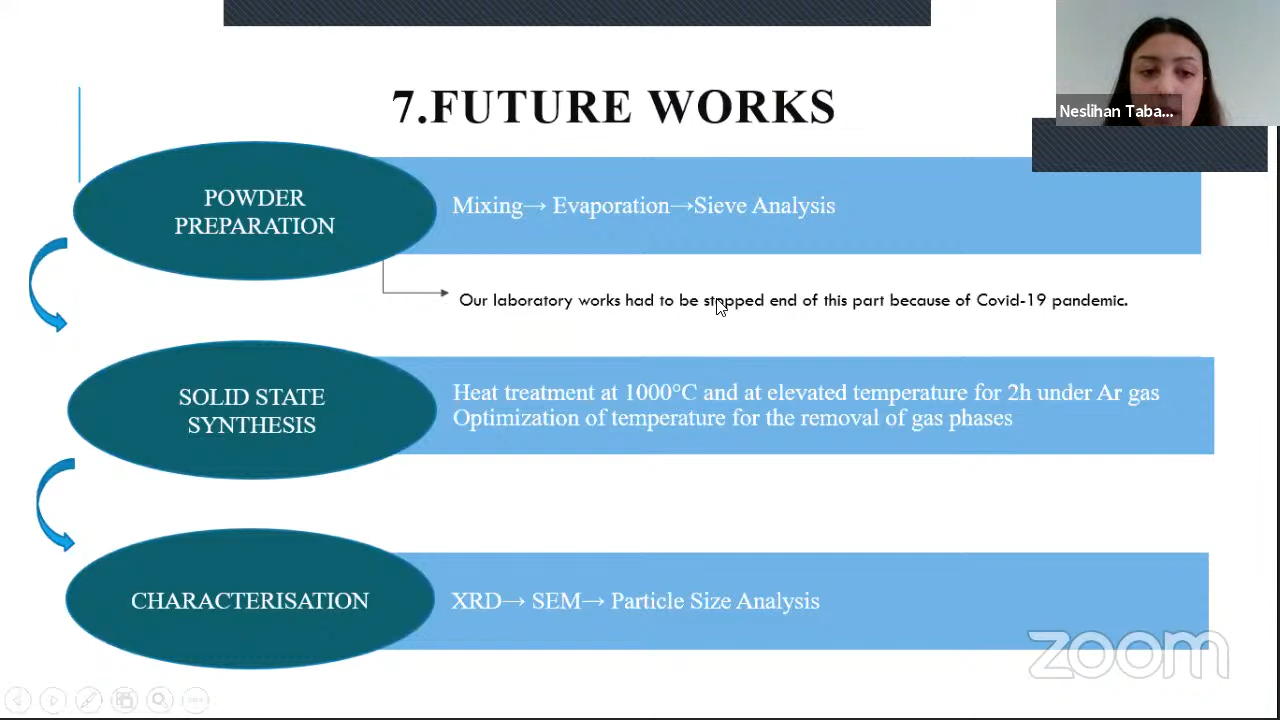 7.FUTURE WORKS
Neslihan Taba...
POWDER
PREPARATION
Mixing→ Evaporation→Sieve Analysis
Our laboratory works had to be stopped end of this part because of Covid-19 pandemic.
SOLID STATE
SYNTHESIS
Heat treatment at 1000°C and at elevated temperature for 2h under Ar gas
Optimization of temperature for the removal of gas phases
CHARACTERISATION
XRD→ SEM→ Particle Size Analysis
zoom